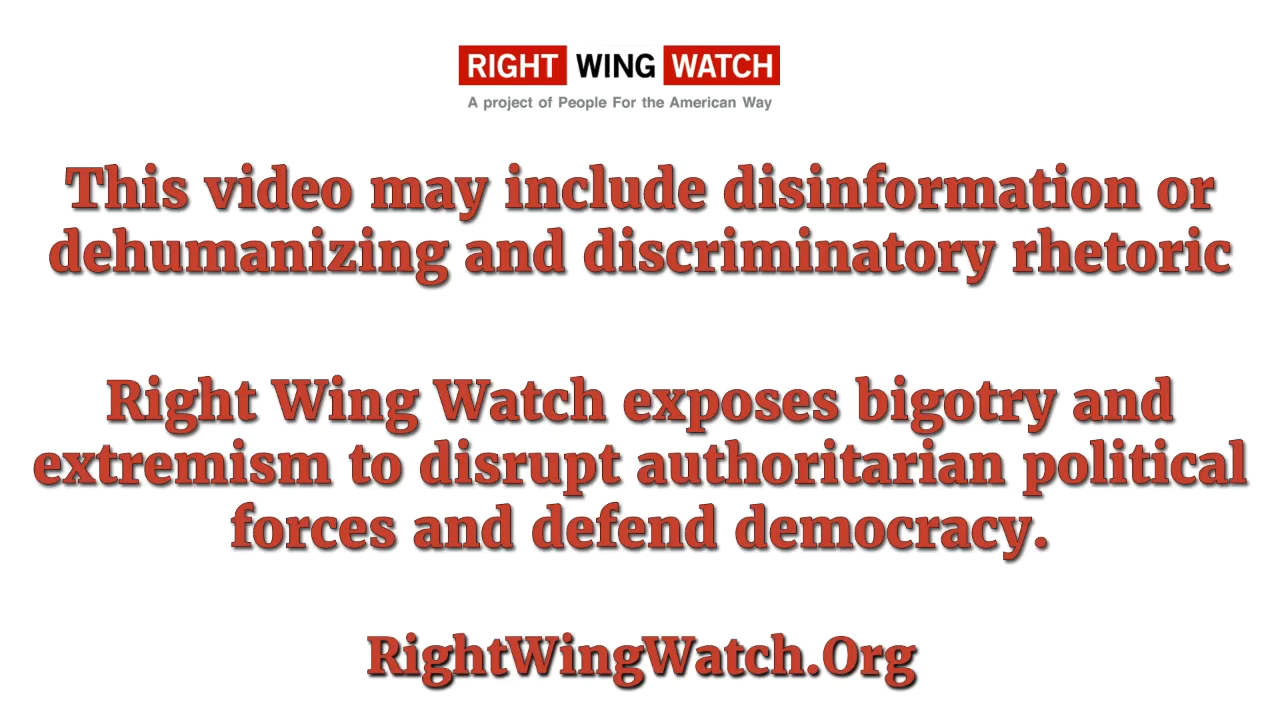 RIGHT WING WATCH
A project of People For the American Way
This video may include disinformation or
dehumanizing and discriminatory rhetoric
Right Wing Watch exposes bigotry and
extremism to disrupt authoritarian political
forces and defend democracy.
RightWingWatch.Org